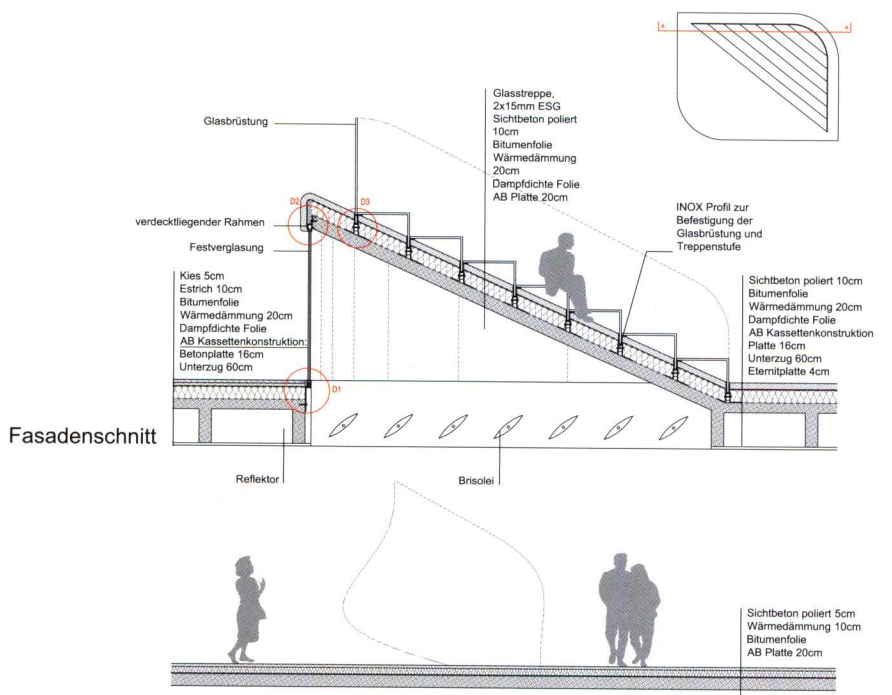 A A
Glasbrüstung
Glasstreppe,
2x15mm ESG
Sichtbeton poliert
10cm
Bitumenfolie
Wärmedämmung
20cm
Dampfdichte Folie
AB Platte 20cm
D2
D3
verdecktliegender Rahmen
Festverglasung
INOX Profil zur
Befestigung der
Glasbrüstung und
Treppenstufe
Kies 5cm
Estrich 10cm
Bitumenfolie
Wärmedämmung 20cm
Dampfdichte Folie
AB Kassettenkonstruktion:
Betonplatte 16cm
Unterzug 60cm
Sichtbeton poliert 10cm
Bitumenfolie
Wärmedämmung 20cm
Dampfdichte Folie
AB Kassettenkonstruktion
Platte 16cm
Unterzug 60cm
Eternitplatte 4cm
D1
Fasadenschnitt
Reflektor
Brisolei
Sichtbeton poliert 5cm
Wärmedämmung 10cm
Bitumenfolie
AB Platte 20cm